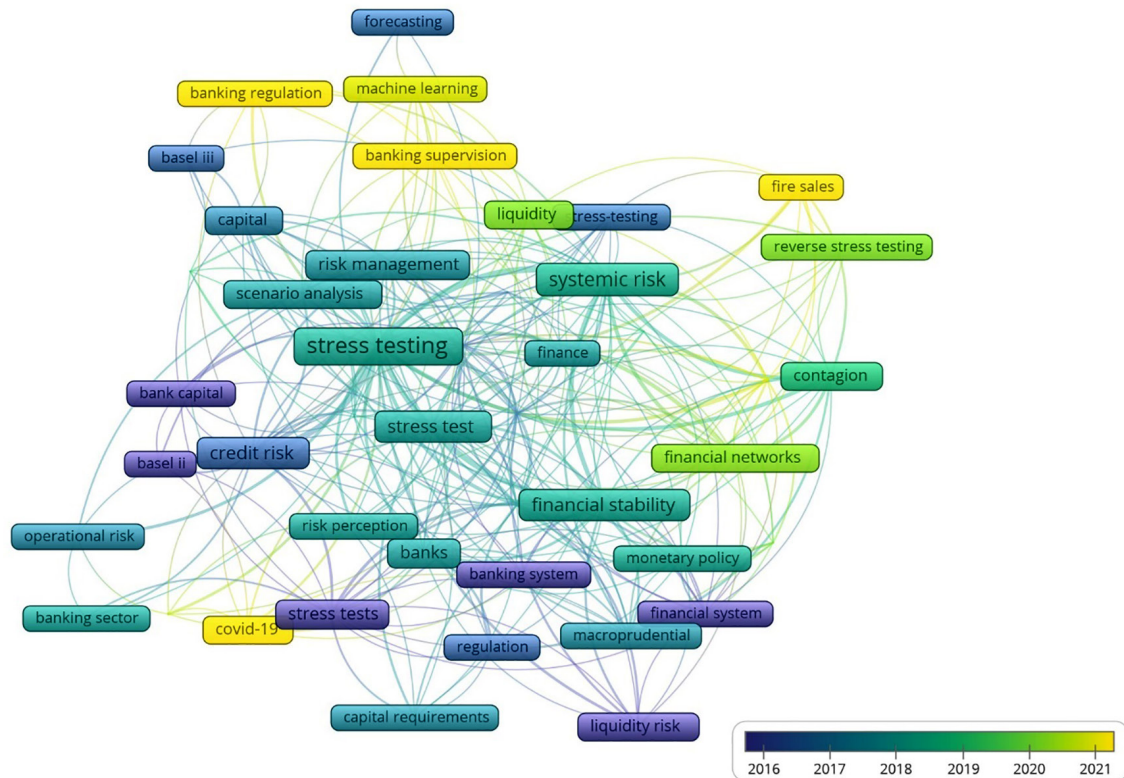 forecasting
banking regulation
machine learning
basel iii
banking supervision
fire sales
capital
liquidity
tress-testing
reverse stress testing
risk management
systemic risk
scenario analysis
stress testing
finance
contagion
bank capital
stress test
credit risk
basel ii
financial networks
financial stability
operational risk
risk perception
banks
monetary policy
banking system
banking sector
covid-19
stress tests
financial system
macroprudential
regulation
capital requirements
liquidity risk
2016 2017 2018 2019 2020 2021